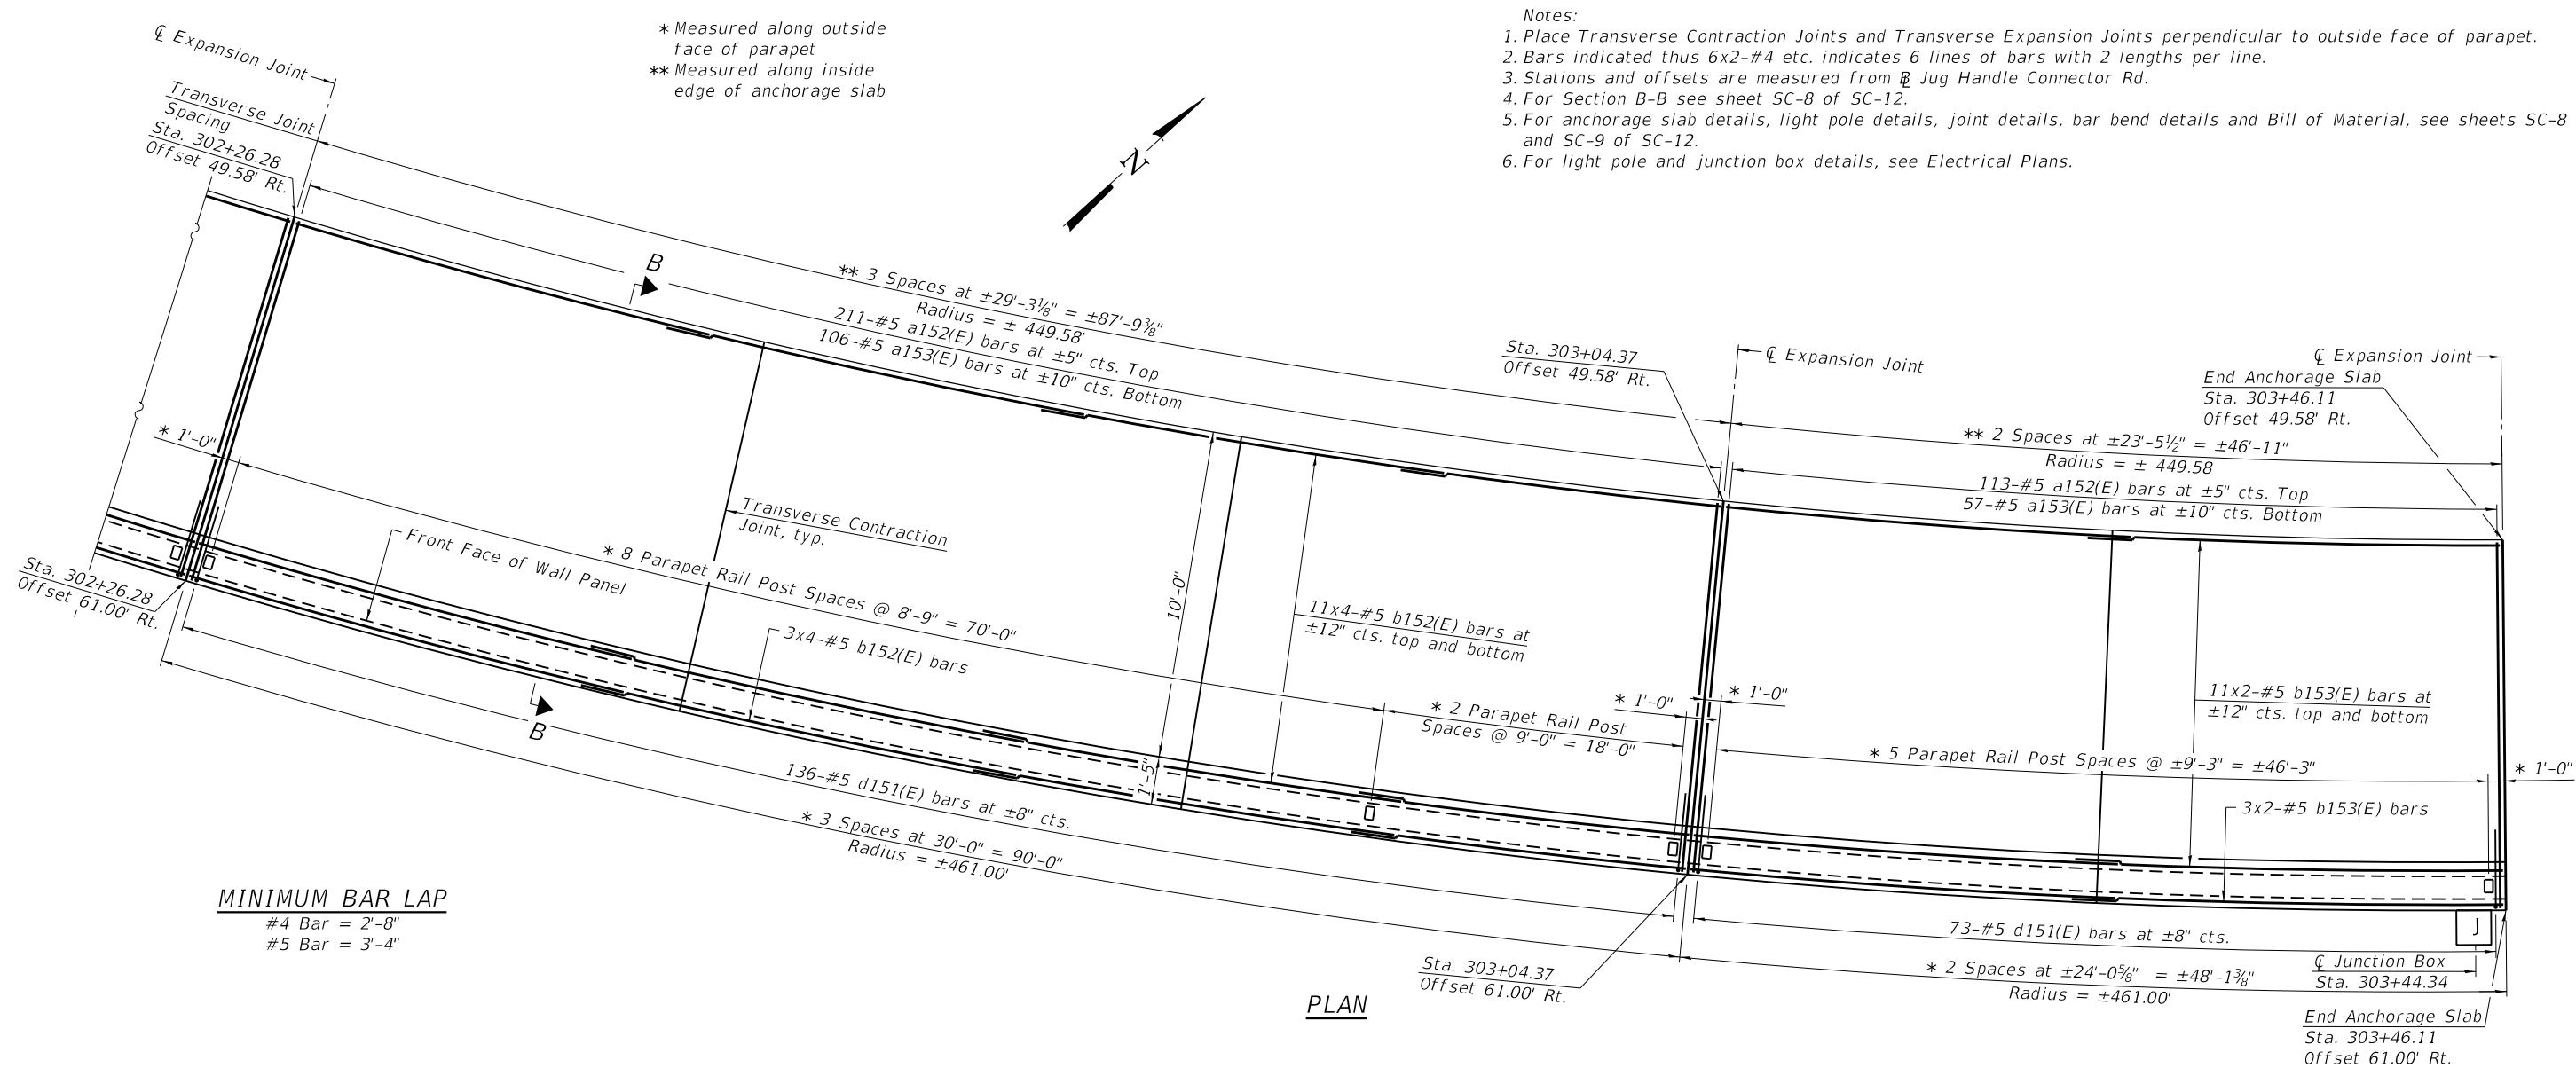 ℄ Expansion Joint
Transverse Joint
Spacing
Sta. 302+26.28
Offset 49.58' Rt.
* Measured along outside
face of parapet
** Measured along inside
edge of anchorage slab
N
Notes:
1. Place Transverse Contraction Joints and Transverse Expansion Joints perpendicular to outside face of parapet.
2. Bars indicated thus 6x2-#4 etc. indicates 6 lines of bars with 2 lengths per line.
3. Stations and offsets are measured from ⅊ Jug Handle Connector Rd.
4. For Section B-B see sheet SC-8 of SC-12.
5. For anchorage slab details, light pole details, joint details, bar bend details and Bill of Material, see sheets SC-8
and SC-9 of SC-12.
6. For light pole and junction box details, see Electrical Plans.
B
** 3 Spaces at ±29'-3⅛" = ±87'-9⅜"
Radius = ± 449.58'
211-#5 a152(E) bars at ±5" cts. Top
106-#5 a153(E) bars at ±10" cts. Bottom
Sta. 303+04.37
Offset 49.58' Rt.
℄ Expansion Joint
℄ Expansion Joint
End Anchorage Slab
Sta. 303+46.11
Offset 49.58' Rt.
** 2 Spaces at ±23'-5½" = ±46'-11"
Radius = ± 449.58
113-#5 a152(E) bars at ±5" cts. Top
57-#5 a153(E) bars at ±10" cts. Bottom
* 1'-0"
Front Face of Wall Panel
Transverse Contraction
Joint, typ.
* 8 Parapet Rail Post Spaces @ 8'-9" = 70'-0"
3x4-#5 b152(E) bars
10'-0"
1'-5"
11x4-#5 b152(E) bars at
±12" cts. top and bottom
* 2 Parapet Rail Post
Spaces @ 9'-0" = 18'-0"
* 1'-0"
* 1'-0"
11x2-#5 b153(E) bars at
±12" cts. top and bottom
* 5 Parapet Rail Post Spaces @ ±9'-3" = ±46'-3"
* 1'-0"
3x2-#5 b153(E) bars
Sta. 302+26.28
Offset 61.00' Rt.
B
136-#5 d151(E) bars at ±8" cts.
* 3 Spaces at 30'-0" = 90'-0"
Radius = ±461.00'
MINIMUM BAR LAP
#4 Bar = 2'-8"
#5 Bar = 3'-4"
73-#5 d151(E) bars at ±8" cts.
J
Sta. 303+04.37
Offset 61.00' Rt.
* 2 Spaces at ±24'-0⅝" = ±48'-1⅜"
Radius = ±461.00'
℄ Junction Box
Sta. 303+44.34
End Anchorage Slab
Sta. 303+46.11
Offset 61.00' Rt.
PLAN